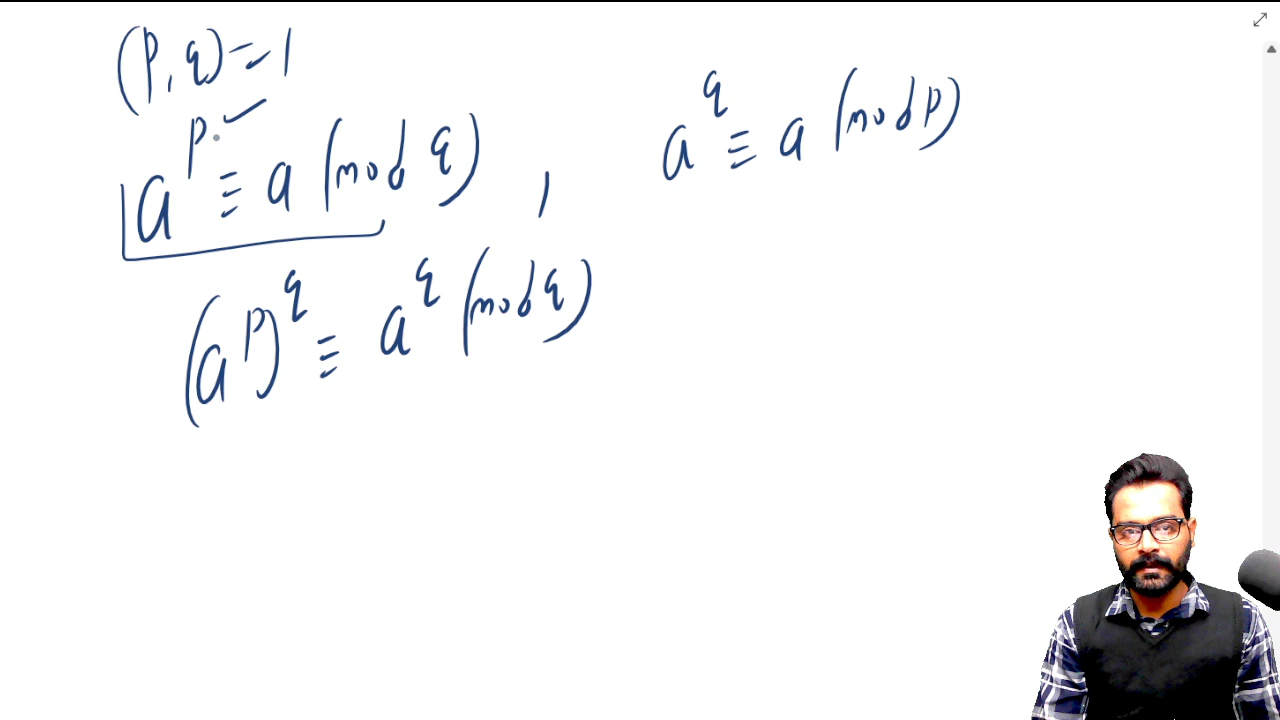 (p, q) = 1
a^p ≡ a (mod q) , a^q ≡ a (mod p)
(a^p)^q ≡ a^q (mod q)